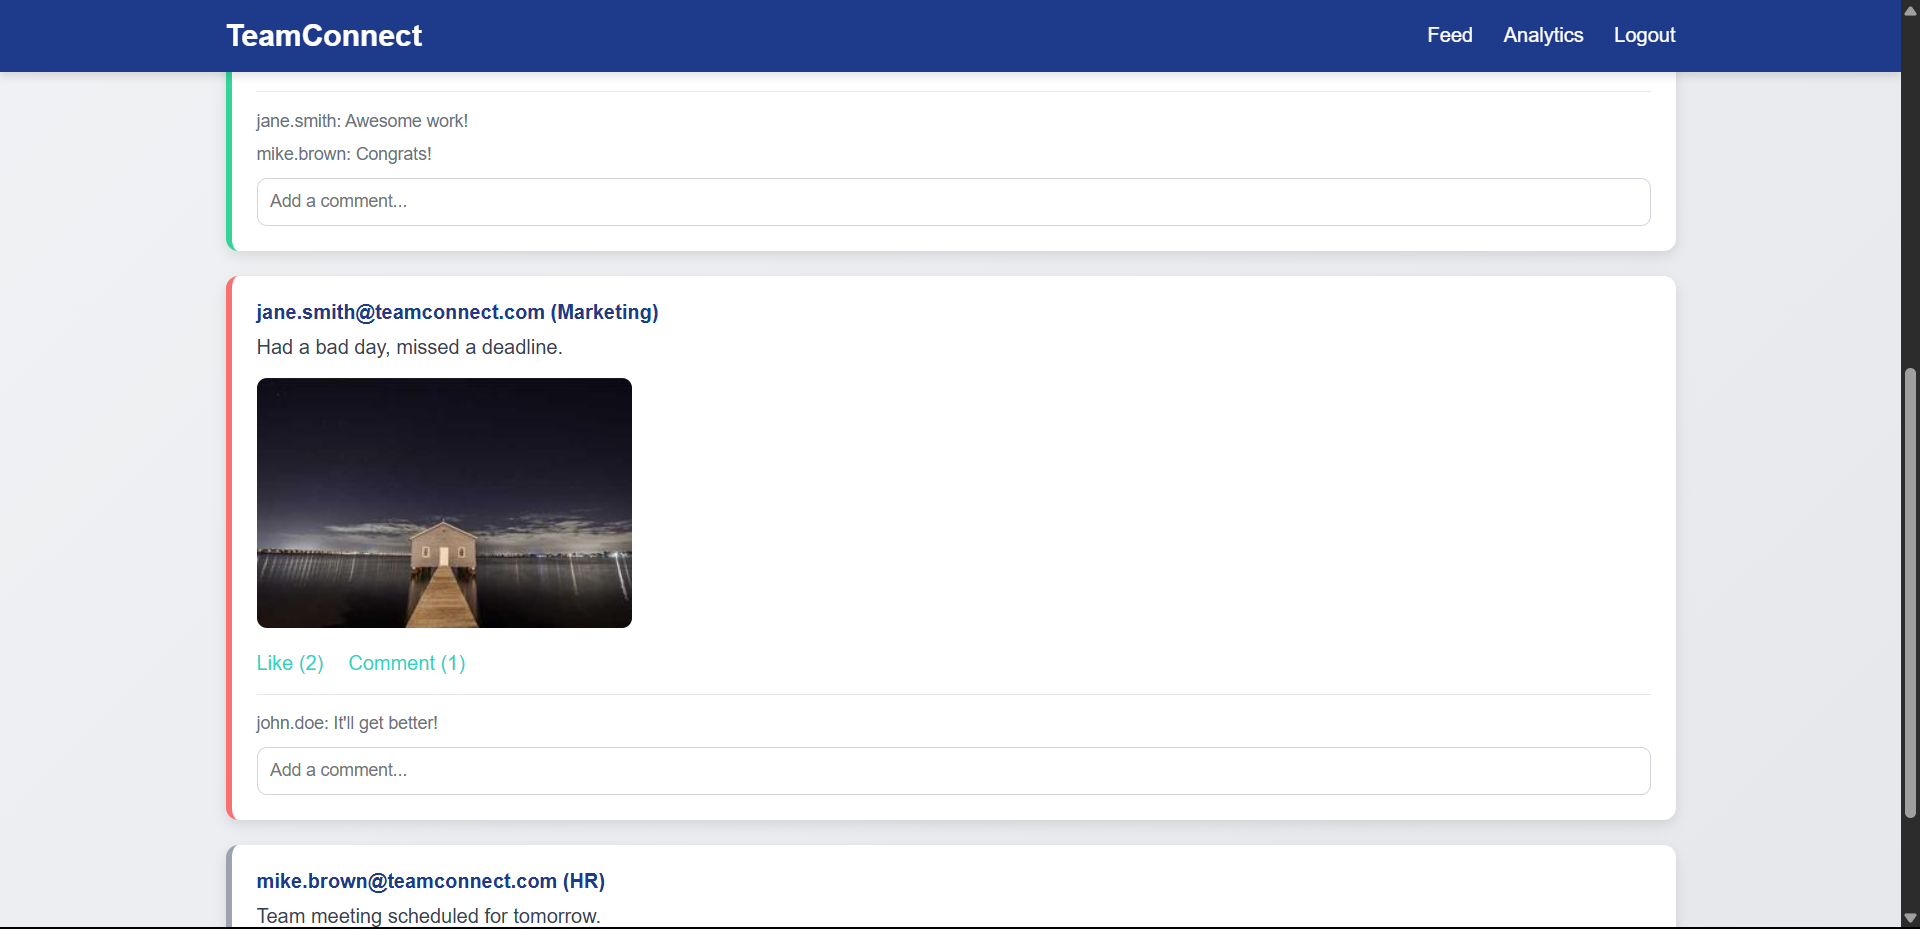 TeamConnect
Feed Analytics Logout
jane.smith: Awesome work!
mike.brown: Congrats!
Add a comment...
jane.smith@teamconnect.com (Marketing)
Had a bad day, missed a deadline.
Like (2) Comment (1)
john.doe: It'll get better!
Add a comment...
mike.brown@teamconnect.com (HR)
Team meeting scheduled for tomorrow.